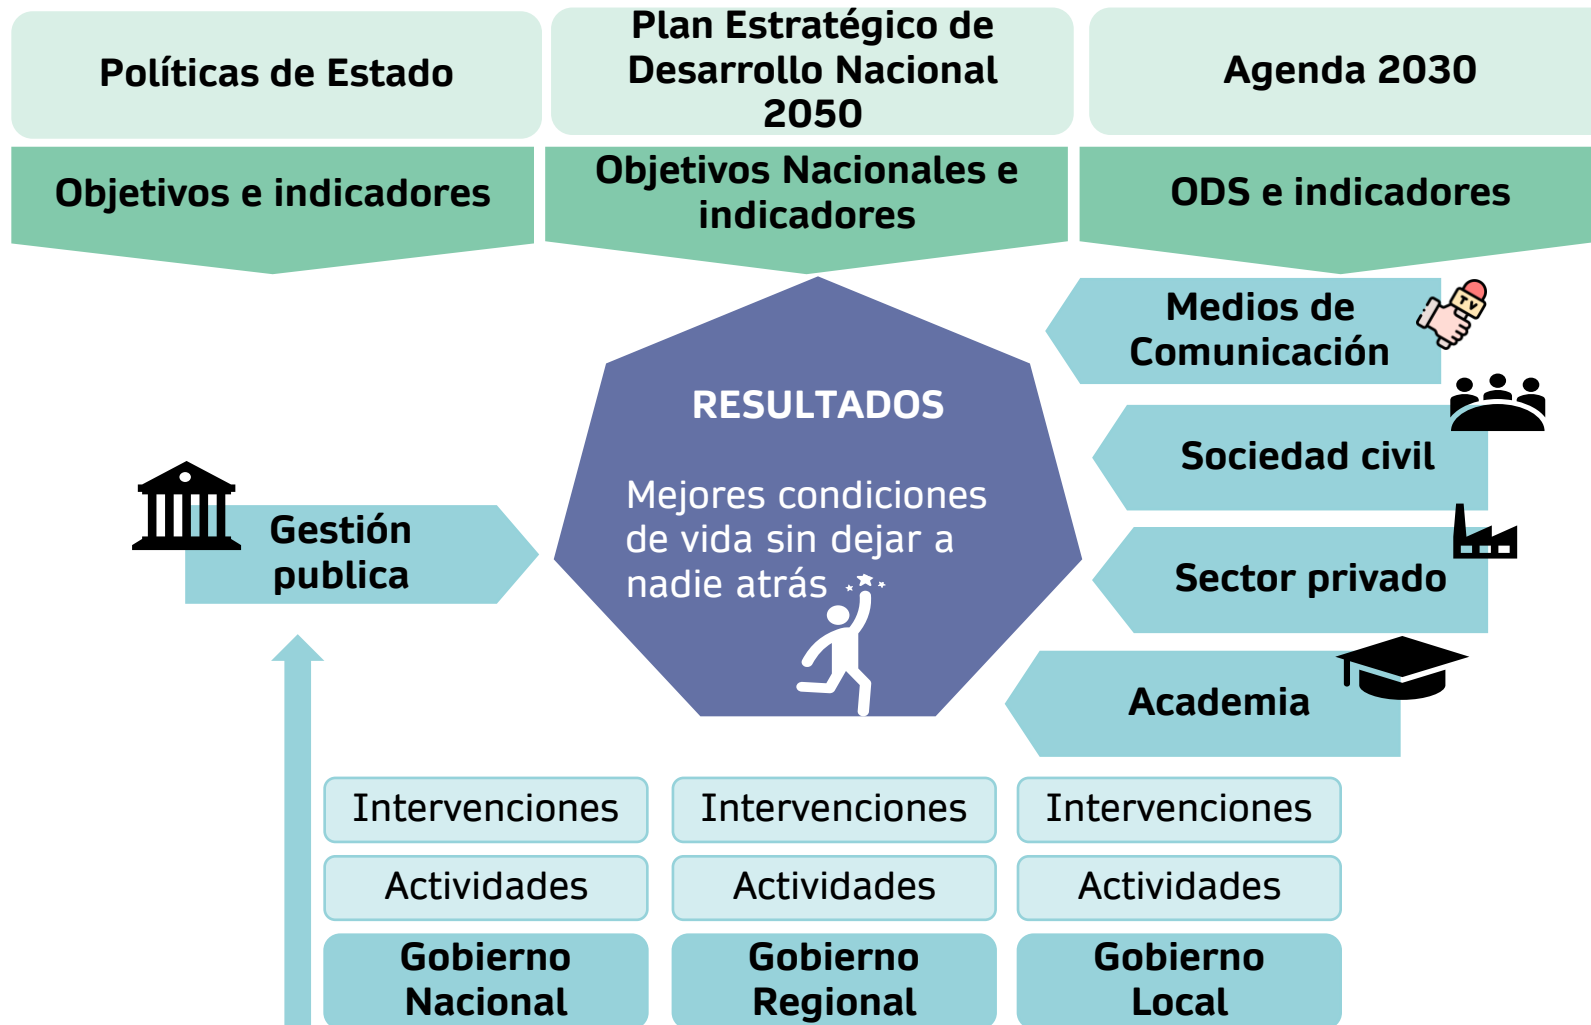 Políticas de Estado
Plan Estratégico de
Desarrollo Nacional
2050
Agenda 2030
Objetivos e indicadores
Objetivos Nacionales e
indicadores
ODS e indicadores
Medios de
Comunicación
TV
RESULTADOS
Mejores condiciones
de vida sin dejar a
nadie atrás
Sociedad civil
Gestión
publica
Sector privado
Academia
Intervenciones
Intervenciones
Intervenciones
Actividades
Actividades
Actividades
Gobierno
Nacional
Gobierno
Regional
Gobierno
Local